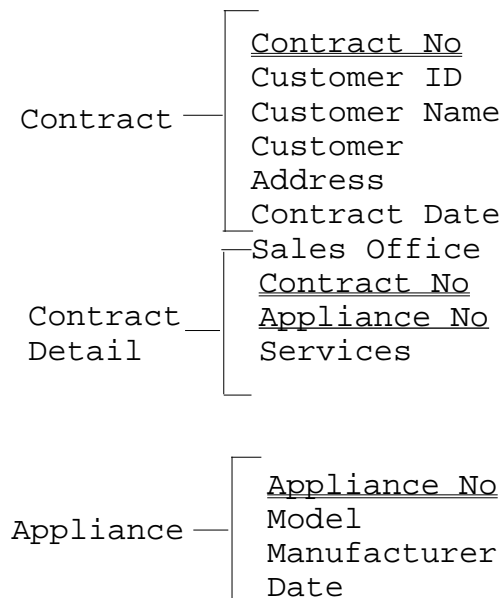 Contract No
Customer ID
Contract
Customer Name
Customer
Address
Contract Date
Sales Office
Contract No
Contract
Detail
Appliance No
Services
Appliance No
Appliance
Model
Manufacturer
Date